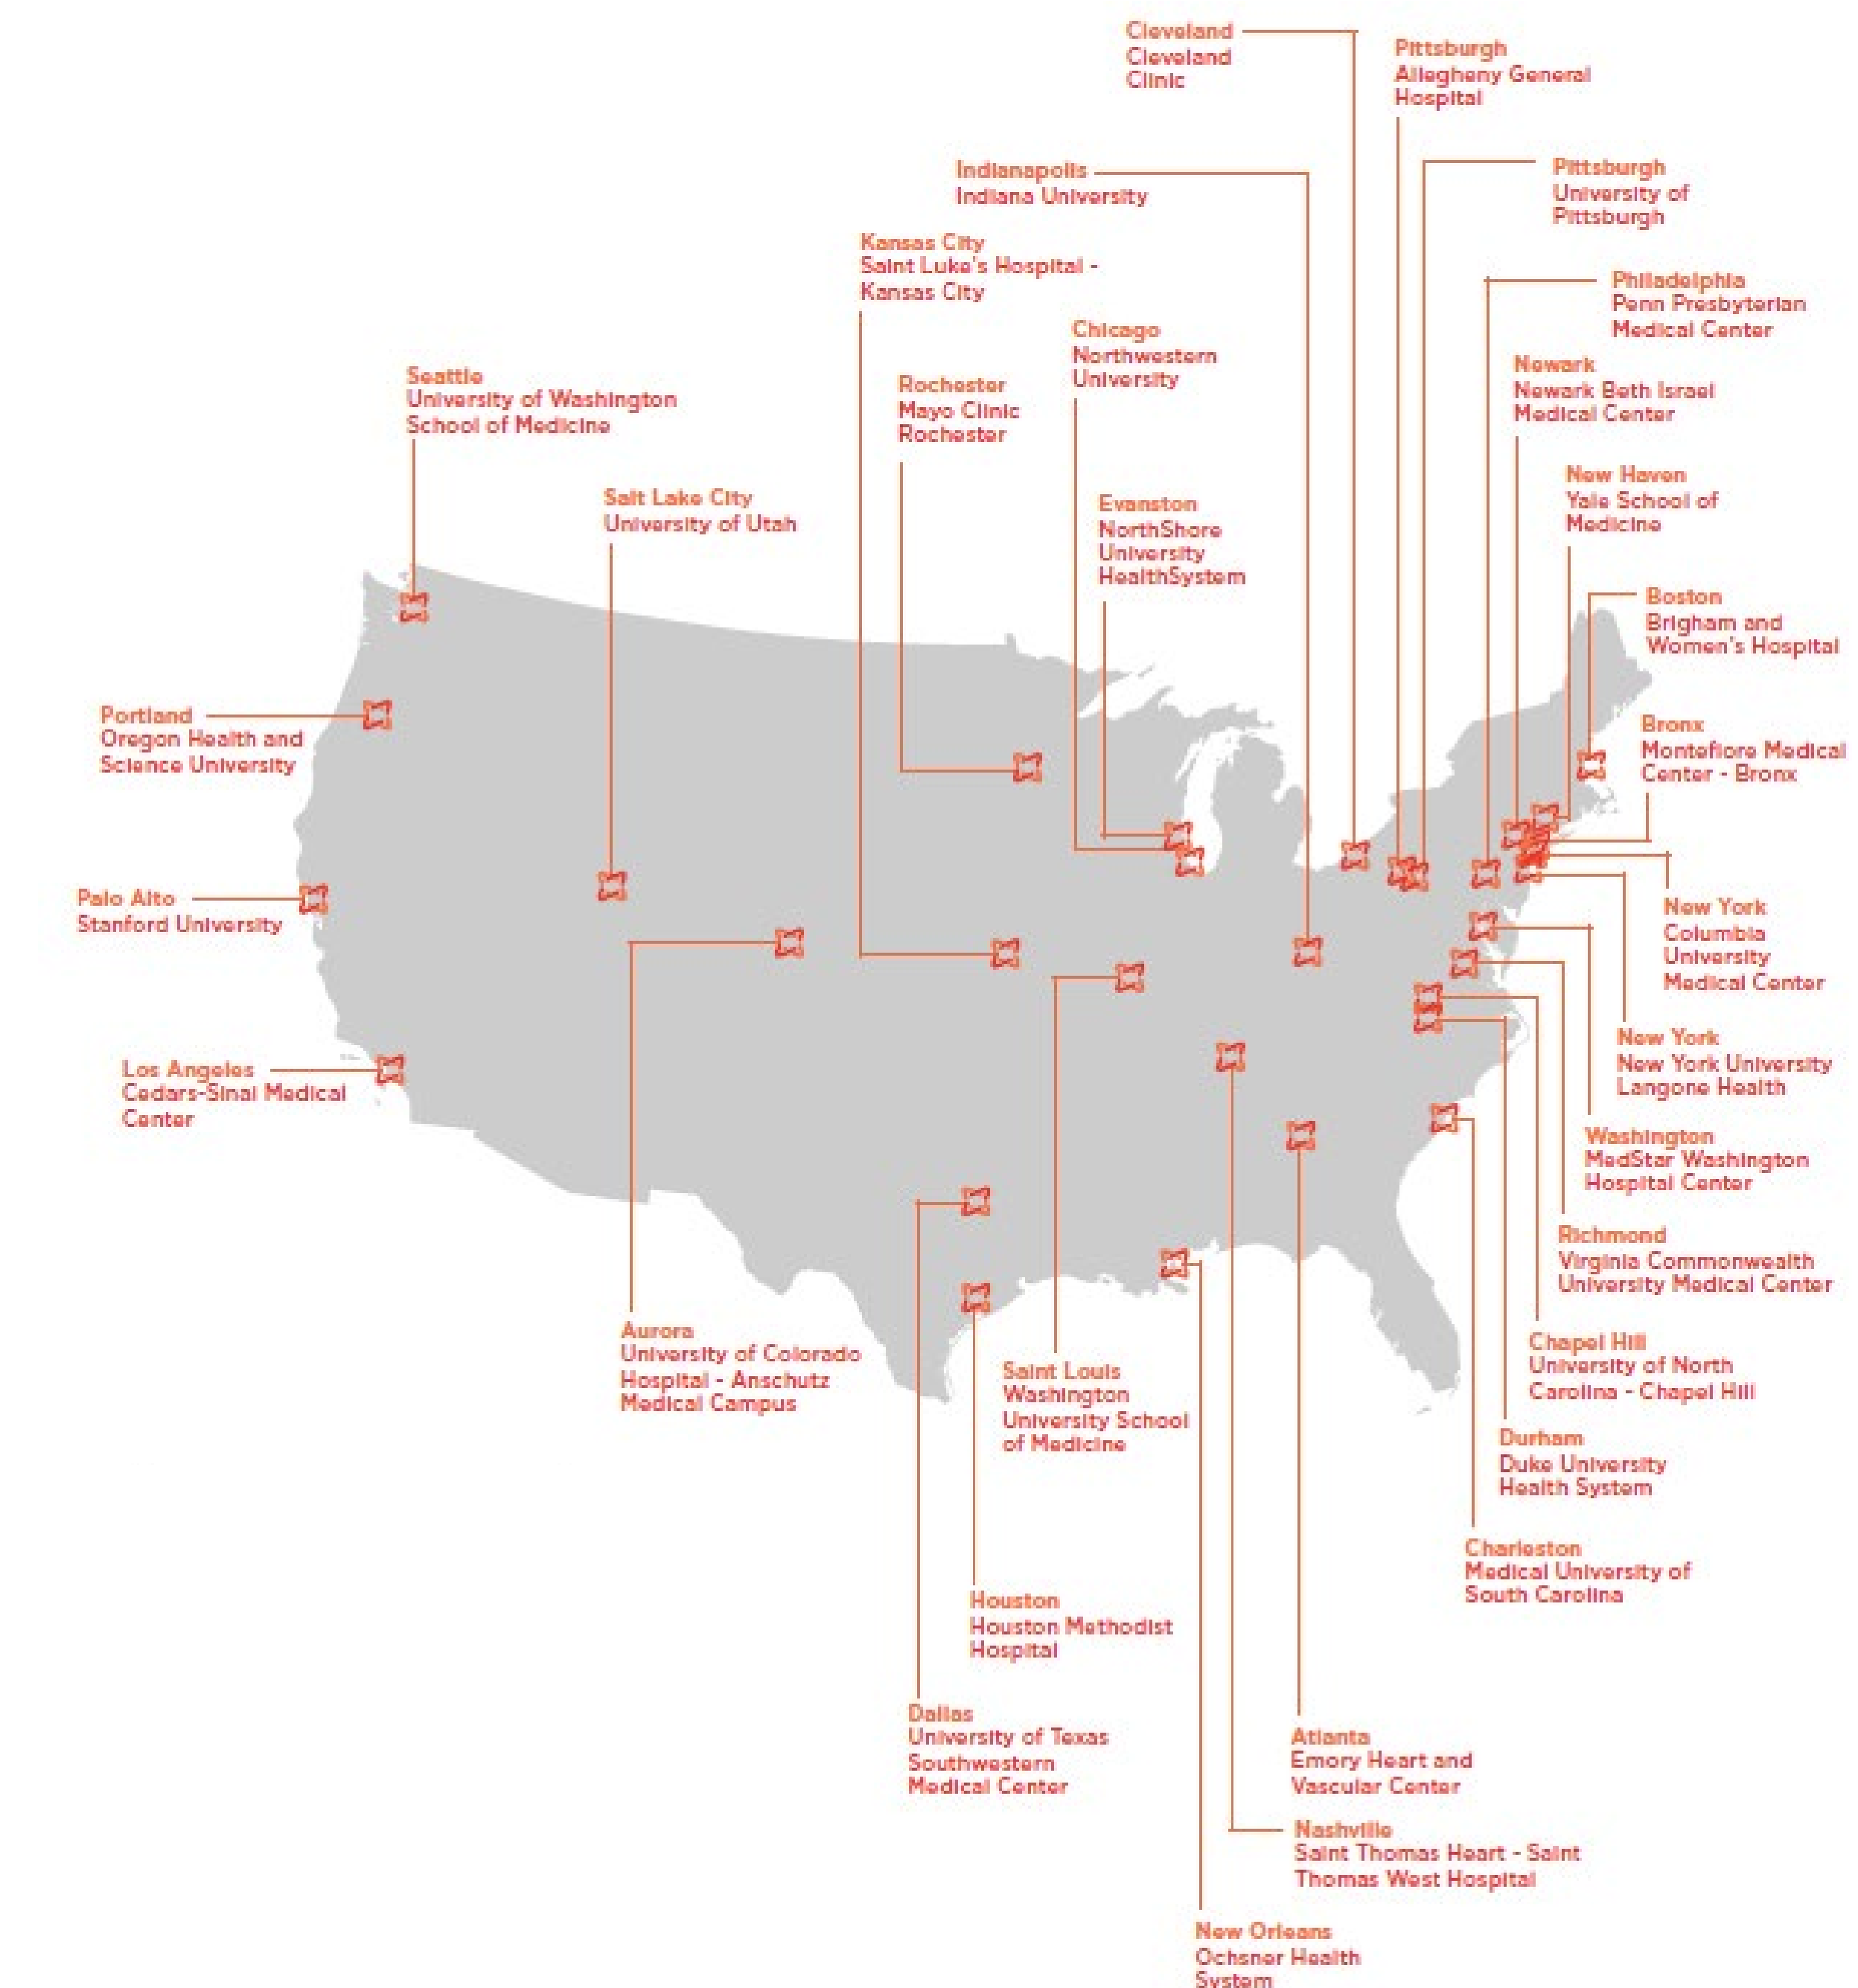 Cleveland
Cleveland
Clinic
Pittsburgh
Allegheny General
Hospital
Indianapolis
Indiana University
Pittsburgh
University of
Pittsburgh
Kansas City
Saint Luke's Hospital -
Kansas City
Philadelphia
Penn Presbyterian
Medical Center
Chicago
Northwestern
University
Newark
Newark Beth Israel
Medical Center
Seattle
University of Washington
School of Medicine
Rochester
Mayo Clinic
Rochester
New Haven
Yale School of
Medicine
Salt Lake City
University of Utah
Evanston
NorthShore
University
HealthSystem
Boston
Brigham and
Women's Hospital
Portland
Oregon Health and
Science University
Bronx
Montefiore Medical
Center - Bronx
Palo Alto
Stanford University
New York
Columbia
University
Medical Center
Los Angeles
Cedars-Sinai Medical
Center
New York
New York University
Langone Health
Washington
MedStar Washington
Hospital Center
Richmond
Virginia Commonwealth
University Medical Center
Aurora
University of Colorado
Hospital - Anschutz
Medical Campus
Saint Louis
Washington
University School
of Medicine
Chapel Hill
University of North
Carolina - Chapel Hill
Durham
Duke University
Health System
Charleston
Medical University of
South Carolina
Houston
Houston Methodist
Hospital
Dallas
University of Texas
Southwestern
Medical Center
Atlanta
Emory Heart and
Vascular Center
Nashville
Saint Thomas Heart - Saint
Thomas West Hospital
New Orleans
Ochsner Health
System